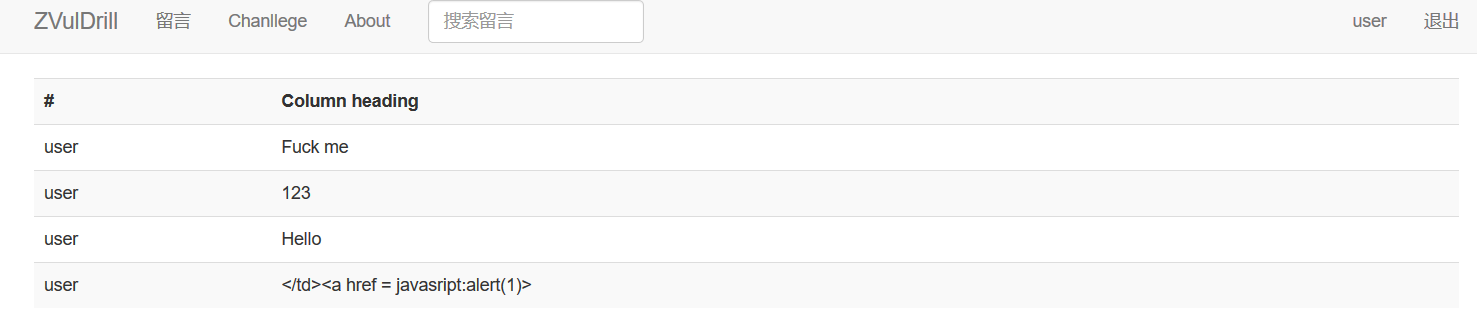 ZVulDrill 留言 Chanllege About 搜索留言 user 退出
# Column heading
user Fuck me
user 123
user Hello
user </td><a href = javasript:alert(1)>